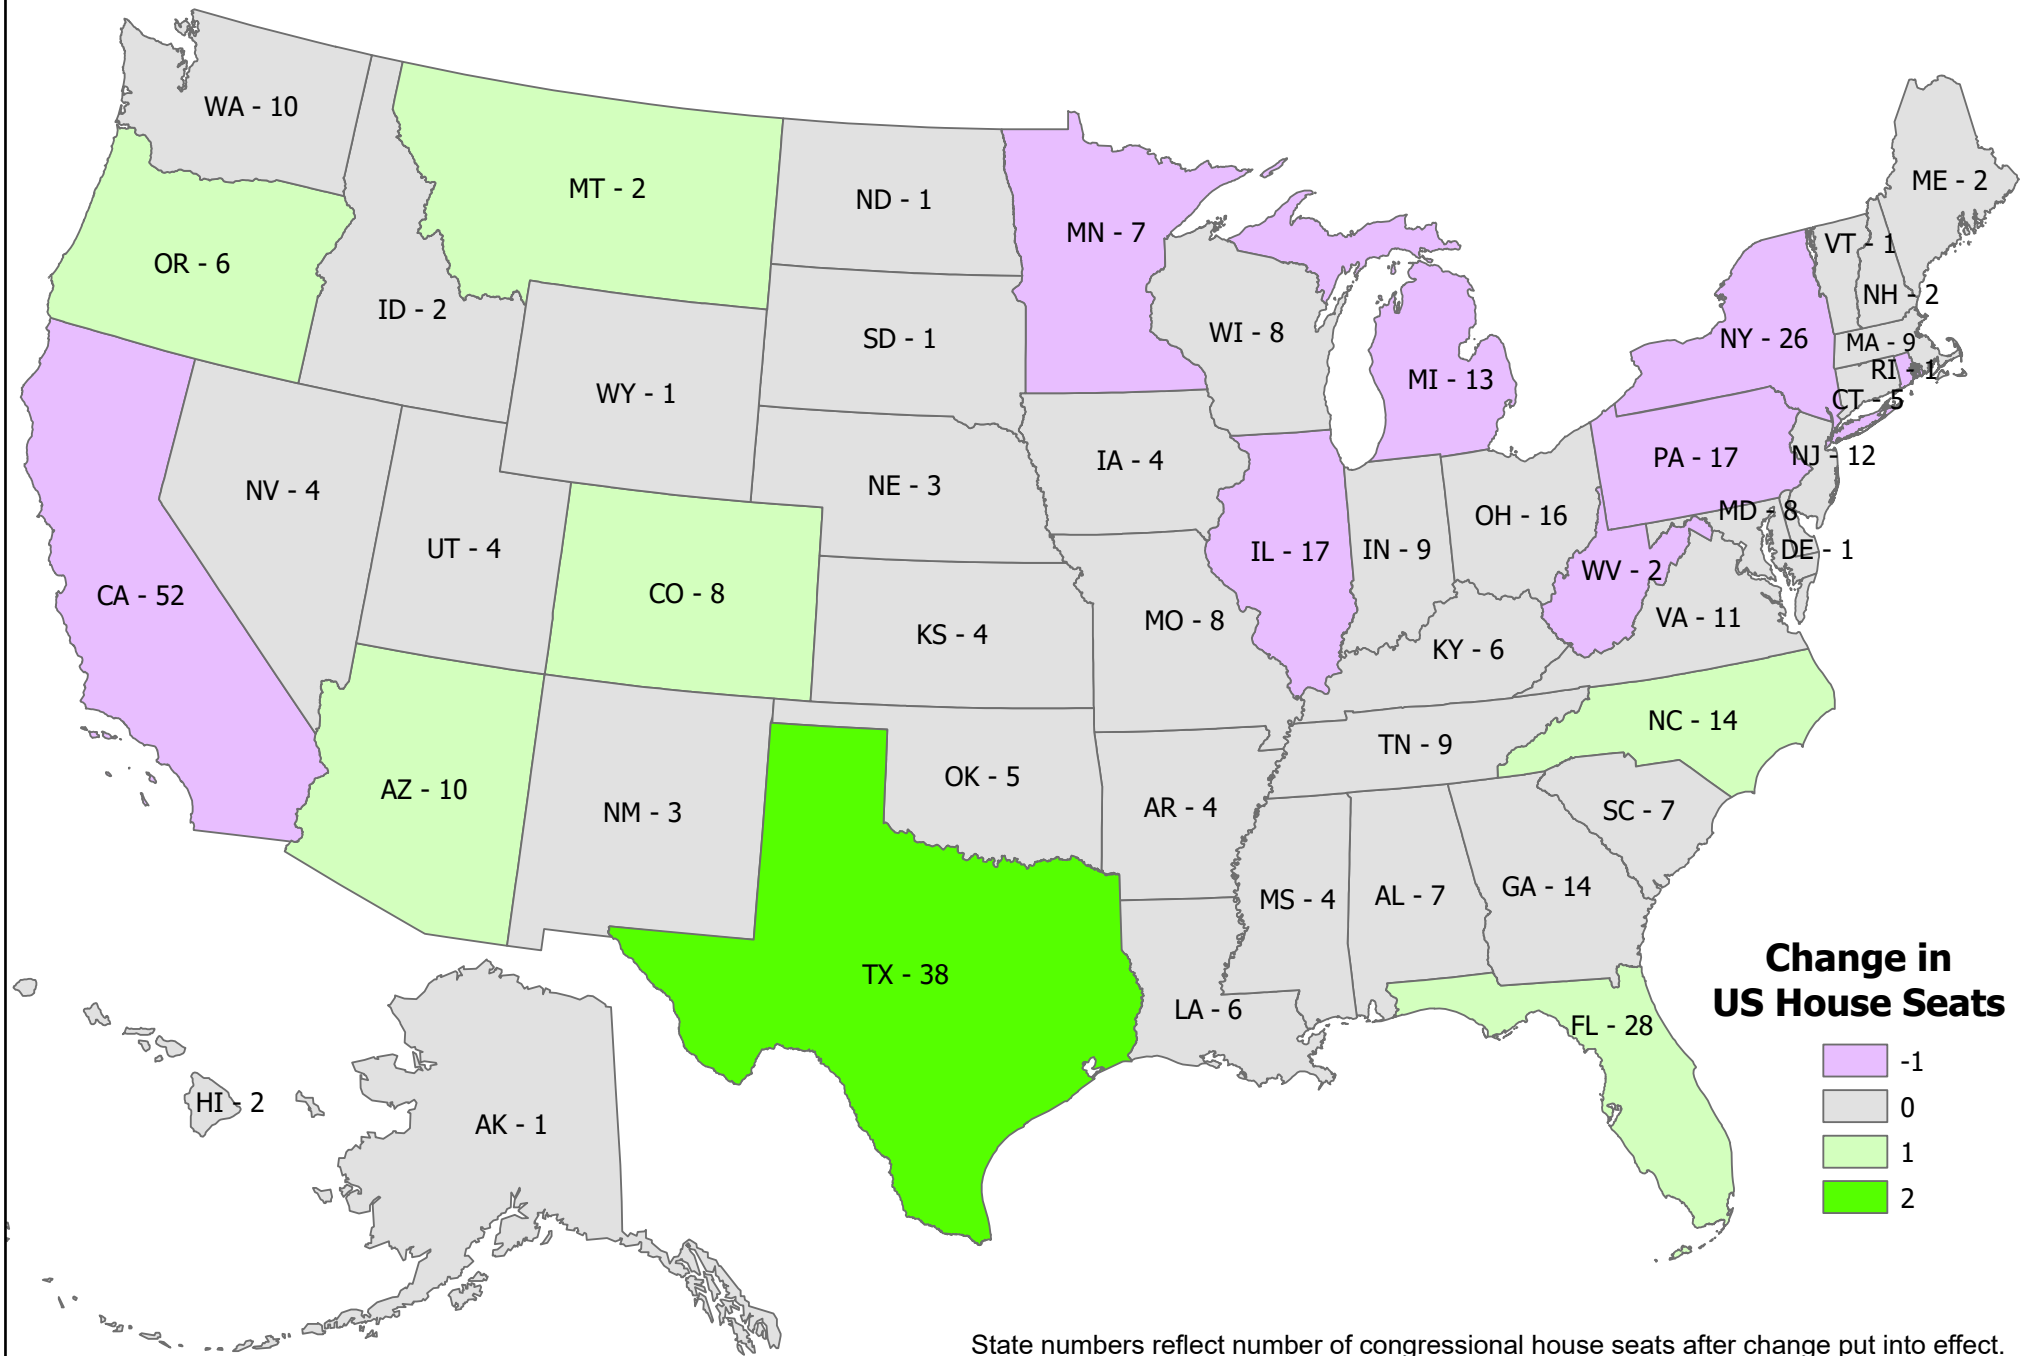 WA - 10
MT - 2
ND - 1
MN - 7
ME - 2
OR - 6
ID - 2
VT - 1
NH - 2
SD - 1
WI - 8
NY - 26
MA - 9
MI - 13
RI - 1
WY - 1
CT - 5
IA - 4
PA - 17
NJ - 12
NV - 4
NE - 3
OH - 16
MD - 8
UT - 4
IL - 17
IN - 9
DE - 1
CA - 52
CO - 8
WV - 2
KS - 4
MO - 8
VA - 11
KY - 6
NC - 14
TN - 9
AZ - 10
OK - 5
NM - 3
AR - 4
SC - 7
MS - 4
AL - 7
GA - 14
TX - 38
LA - 6
FL - 28
HI - 2
AK - 1
Change in
US House Seats
-1
0
1
2
State numbers reflect number of congressional house seats after change put into effect.